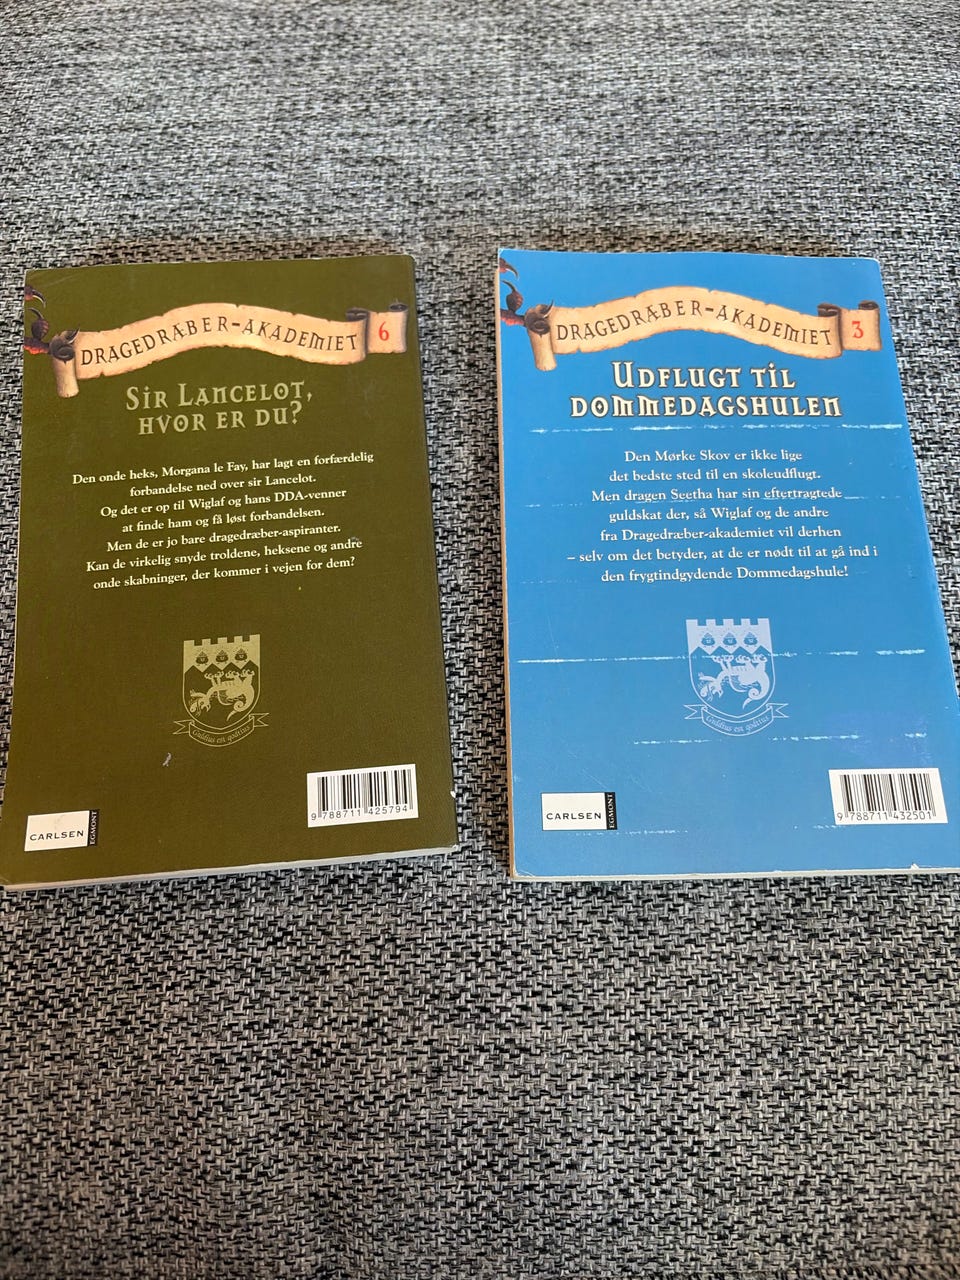 DRAGEDRÆBER-AKADEMIET 6
SIR LANCELOT,
HVOR ER DU?
Den onde heks, Morgana le Fay, har lagt en forfærdelig
forbandelse ned over sir Lancelot.
Og det er op til Wiglaf og hans DDA-venner
at finde ham og få løst forbandelsen.
Men de er jo bare dragedræber-aspiranter.
Kan de virkelig snyde troldene, heksene og andre
onde skabninger, der kommer i vejen for dem?
Guldius est godtius
CARLSEN
EGMONT
9 788711 425794
DRAGEDRÆBER-AKADEMIET 3
UDFLUGT TIL
DOMMEDAGSHULEN
Den Mørke Skov er ikke lige
det bedste sted til en skoleudflugt.
Men dragen Seetha har sin eftertragtede
guldskat der, så Wiglaf og de andre
fra Dragedræber-akademiet vil derhen
– selv om det betyder, at de er nødt til at gå ind i
den frygtindgydende Dommedagshule!
Guldius est godtius
CARLSEN
EGMONT
9 788711 432501